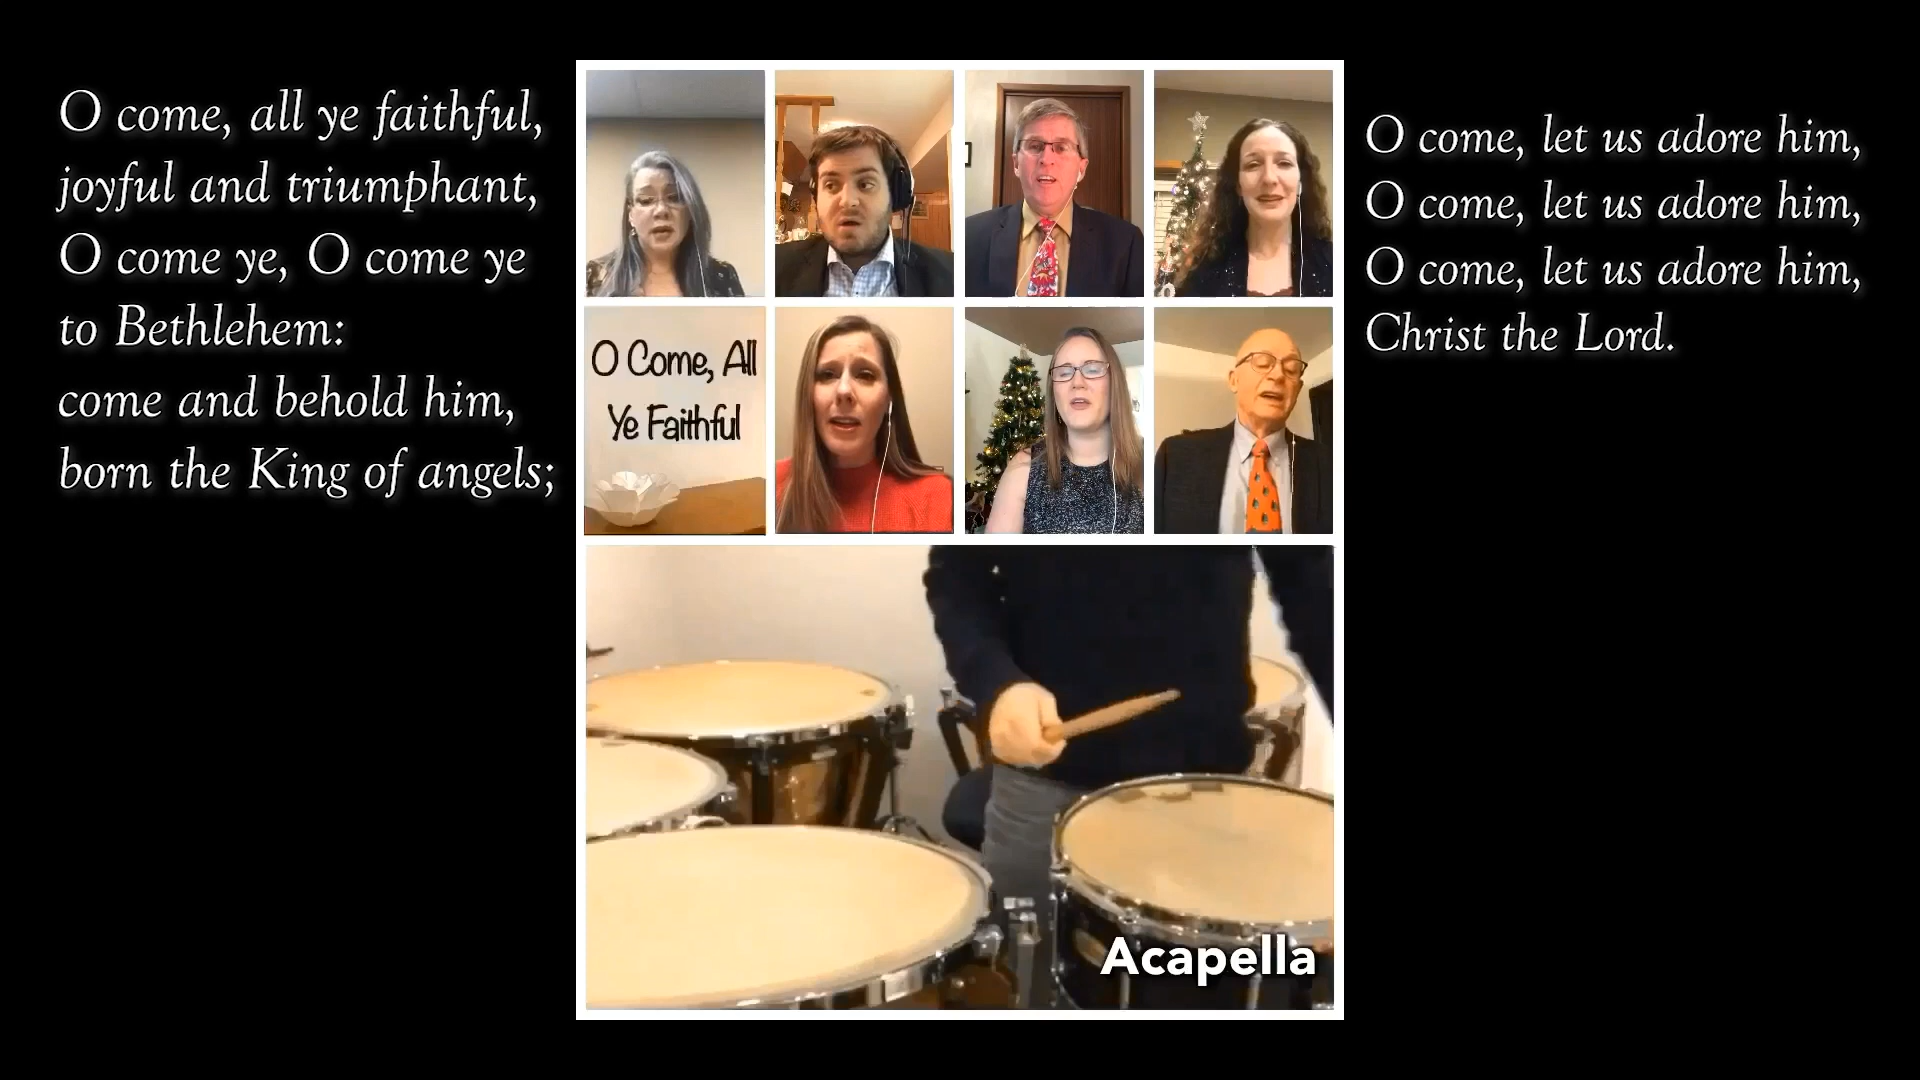 O come, all ye faithful,
joyful and triumphant,
O come ye, O come ye
to Bethlehem:
come and behold him,
born the King of angels;
O Come, All
Ye Faithful
O come, let us adore him,
O come, let us adore him,
O come, let us adore him,
Christ the Lord.
Acapella